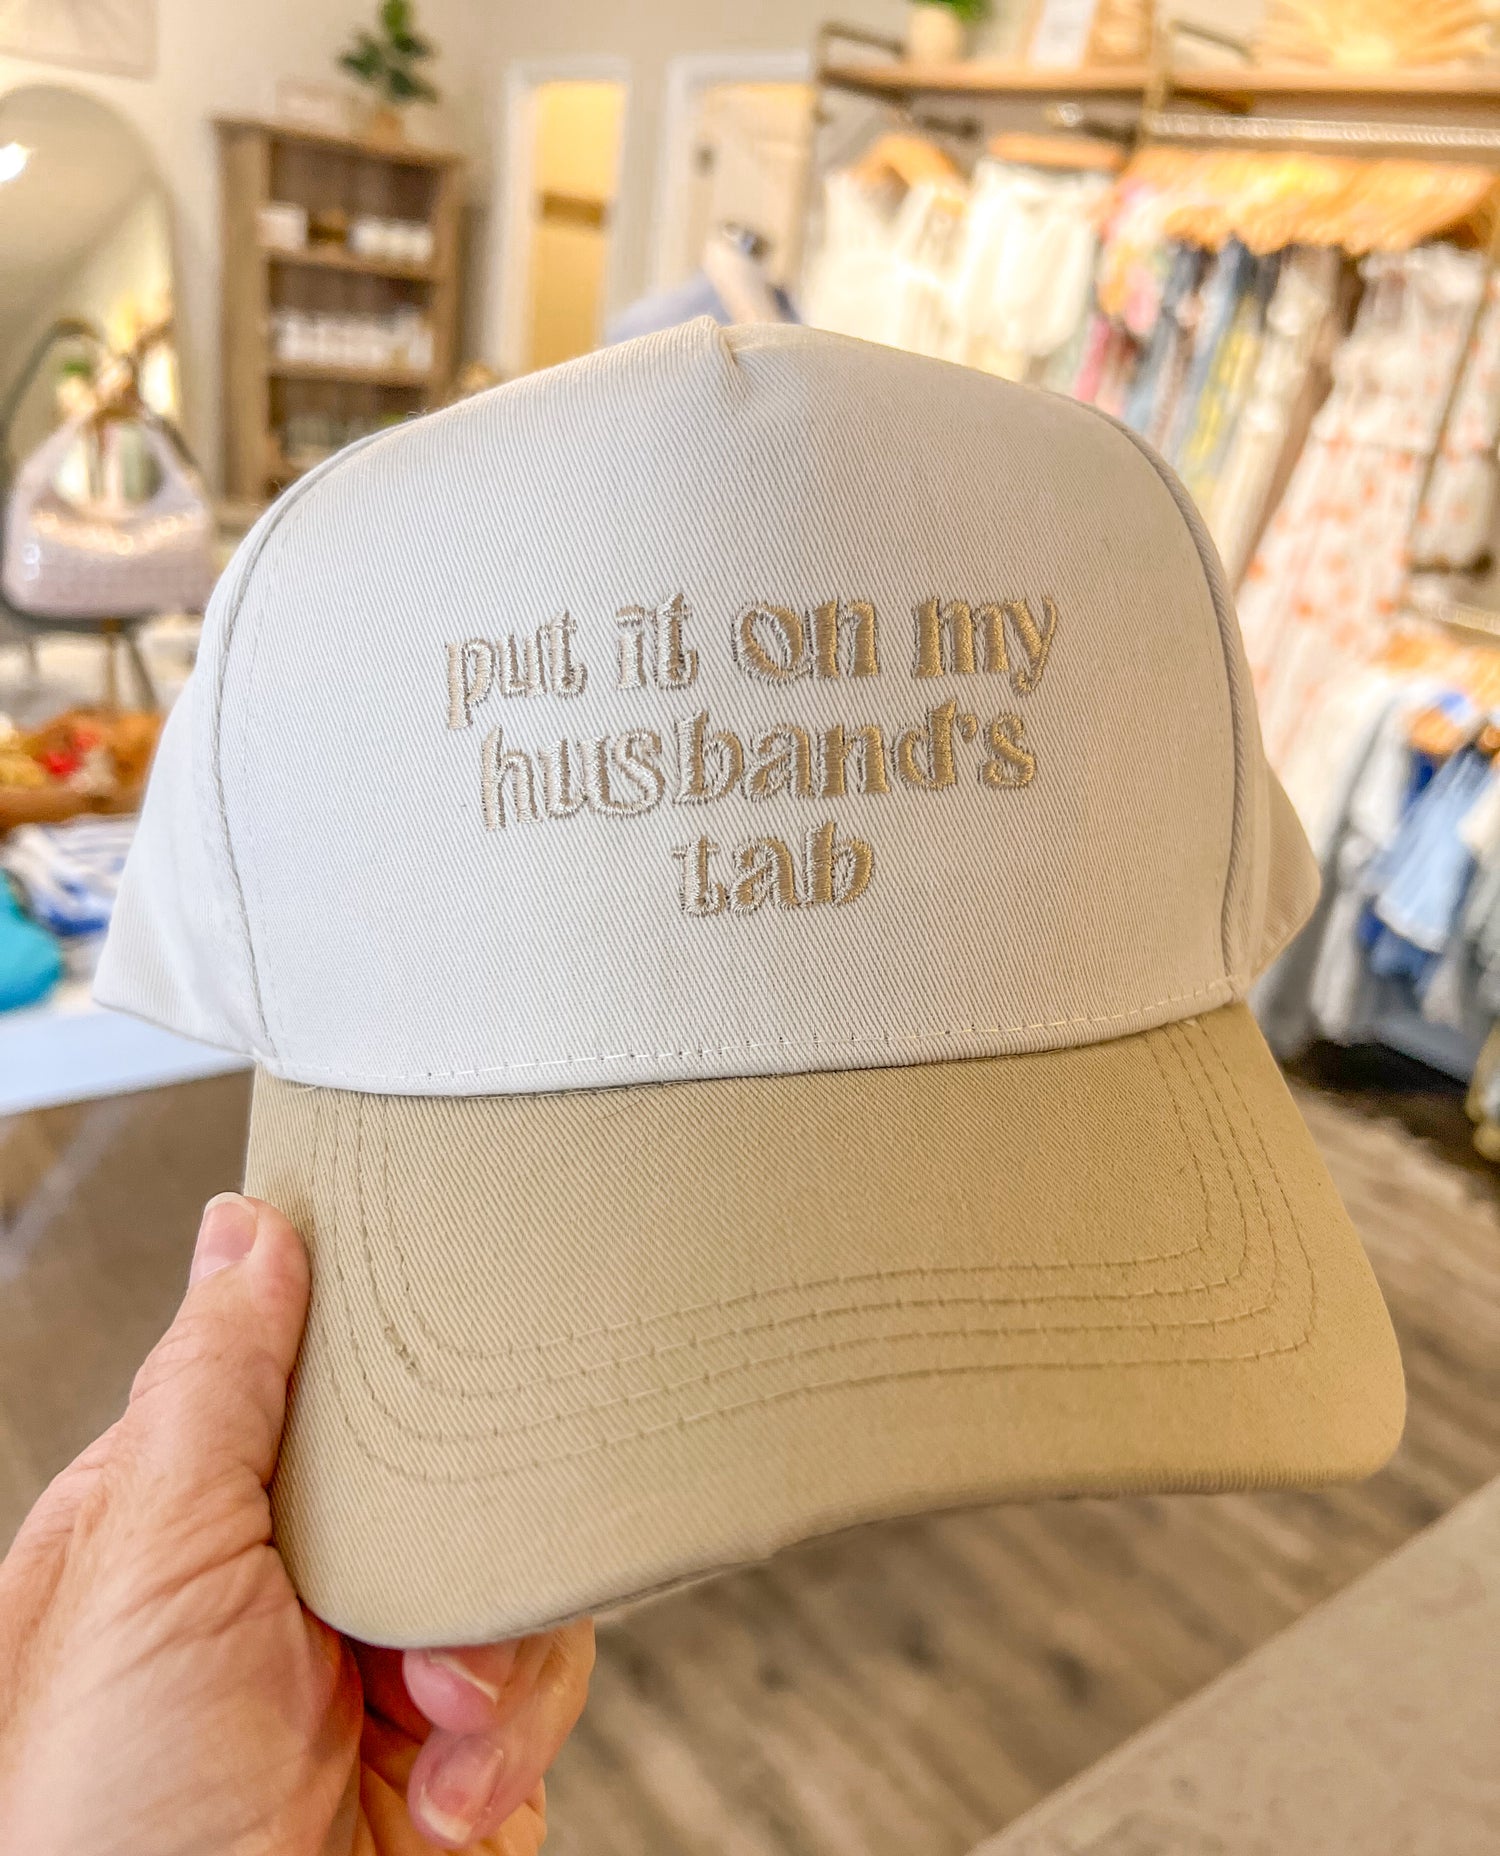 put it on my
husband's
tab